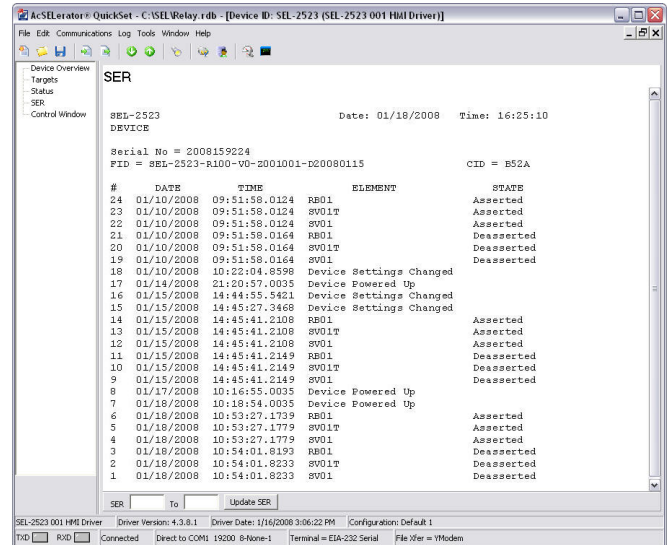 AcSELerator® QuickSet - C:\SEL\Relay.rdb - [Device ID: SEL-2523 (SEL-2523 001 HMI Driver)]
File Edit Communications Log Tools Window Help
Device Overview
Targets
Status
SER
Control Window
SER
SEL-2523 Date: 01/18/2008 Time: 16:25:10
DEVICE
Serial No = 2008159224
FID = SEL-2523-R100-V0-Z001001-D20080115 CID = B52A
# DATE TIME ELEMENT STATE
24 01/10/2008 09:51:58.0124 RB01 Asserted
23 01/10/2008 09:51:58.0124 SV01T Asserted
22 01/10/2008 09:51:58.0124 SV01 Asserted
21 01/10/2008 09:51:58.0164 RB01 Deasserted
20 01/10/2008 09:51:58.0164 SV01T Deasserted
19 01/10/2008 09:51:58.0164 SV01 Deasserted
18 01/10/2008 10:22:04.8598 Device Settings Changed
17 01/14/2008 21:20:57.0035 Device Powered Up
16 01/15/2008 14:44:55.5421 Device Settings Changed
15 01/15/2008 14:45:27.3468 Device Settings Changed
14 01/15/2008 14:45:41.2108 RB01 Asserted
13 01/15/2008 14:45:41.2108 SV01T Asserted
12 01/15/2008 14:45:41.2108 SV01 Asserted
11 01/15/2008 14:45:41.2149 RB01 Deasserted
10 01/15/2008 14:45:41.2149 SV01T Deasserted
9 01/15/2008 14:45:41.2149 SV01 Deasserted
8 01/17/2008 10:16:55.0035 Device Powered Up
7 01/18/2008 10:18:54.0035 Device Powered Up
6 01/18/2008 10:53:27.1739 RB01 Asserted
5 01/18/2008 10:53:27.1779 SV01T Asserted
4 01/18/2008 10:53:27.1779 SV01 Asserted
3 01/18/2008 10:54:01.8193 RB01 Deasserted
2 01/18/2008 10:54:01.8233 SV01T Deasserted
1 01/18/2008 10:54:01.8233 SV01 Deasserted
SER To Update SER
SEL-2523 001 HMI Driver Driver Version: 4.3.8.1 Driver Date: 1/16/2008 3:06:22 PM Configuration: Default 1
TXD RXD Connected Direct to COM1 19200 8-None-1 Terminal = EIA-232 Serial File Xfer = YModem